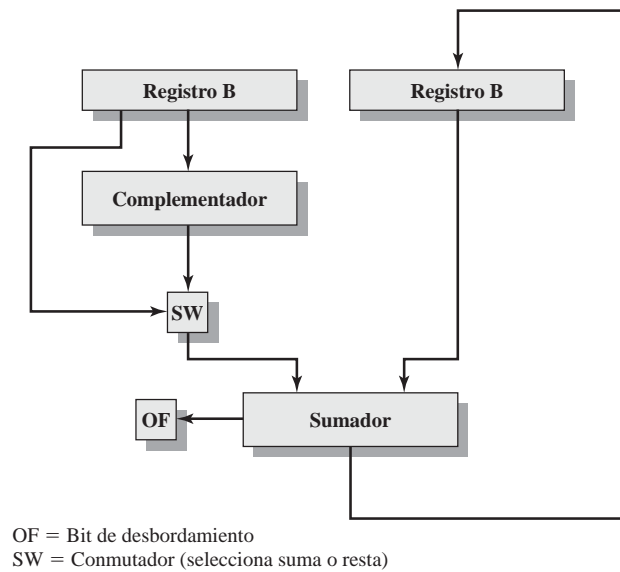 Registro B
Registro B
Complementador
SW
OF
Sumador
OF = Bit de desbordamiento
SW = Conmutador (selecciona suma o resta)